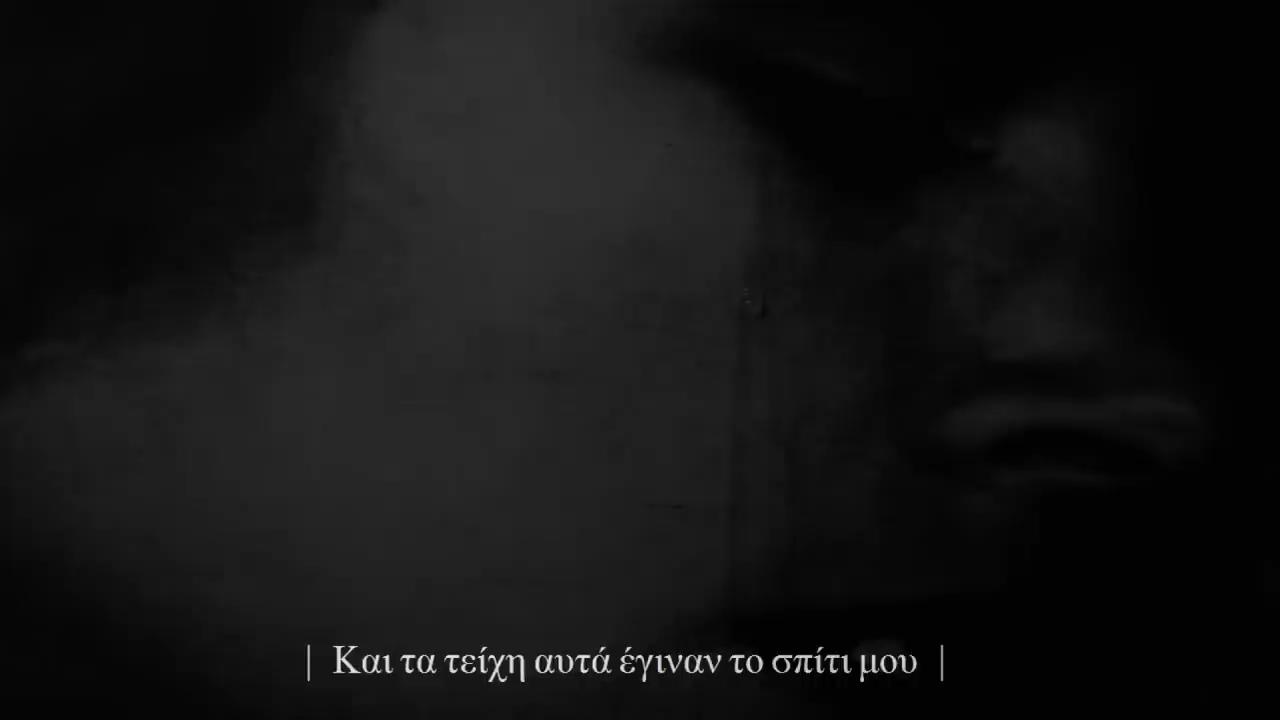 | Και τα τείχη αυτά έγιναν το σπίτι μου |